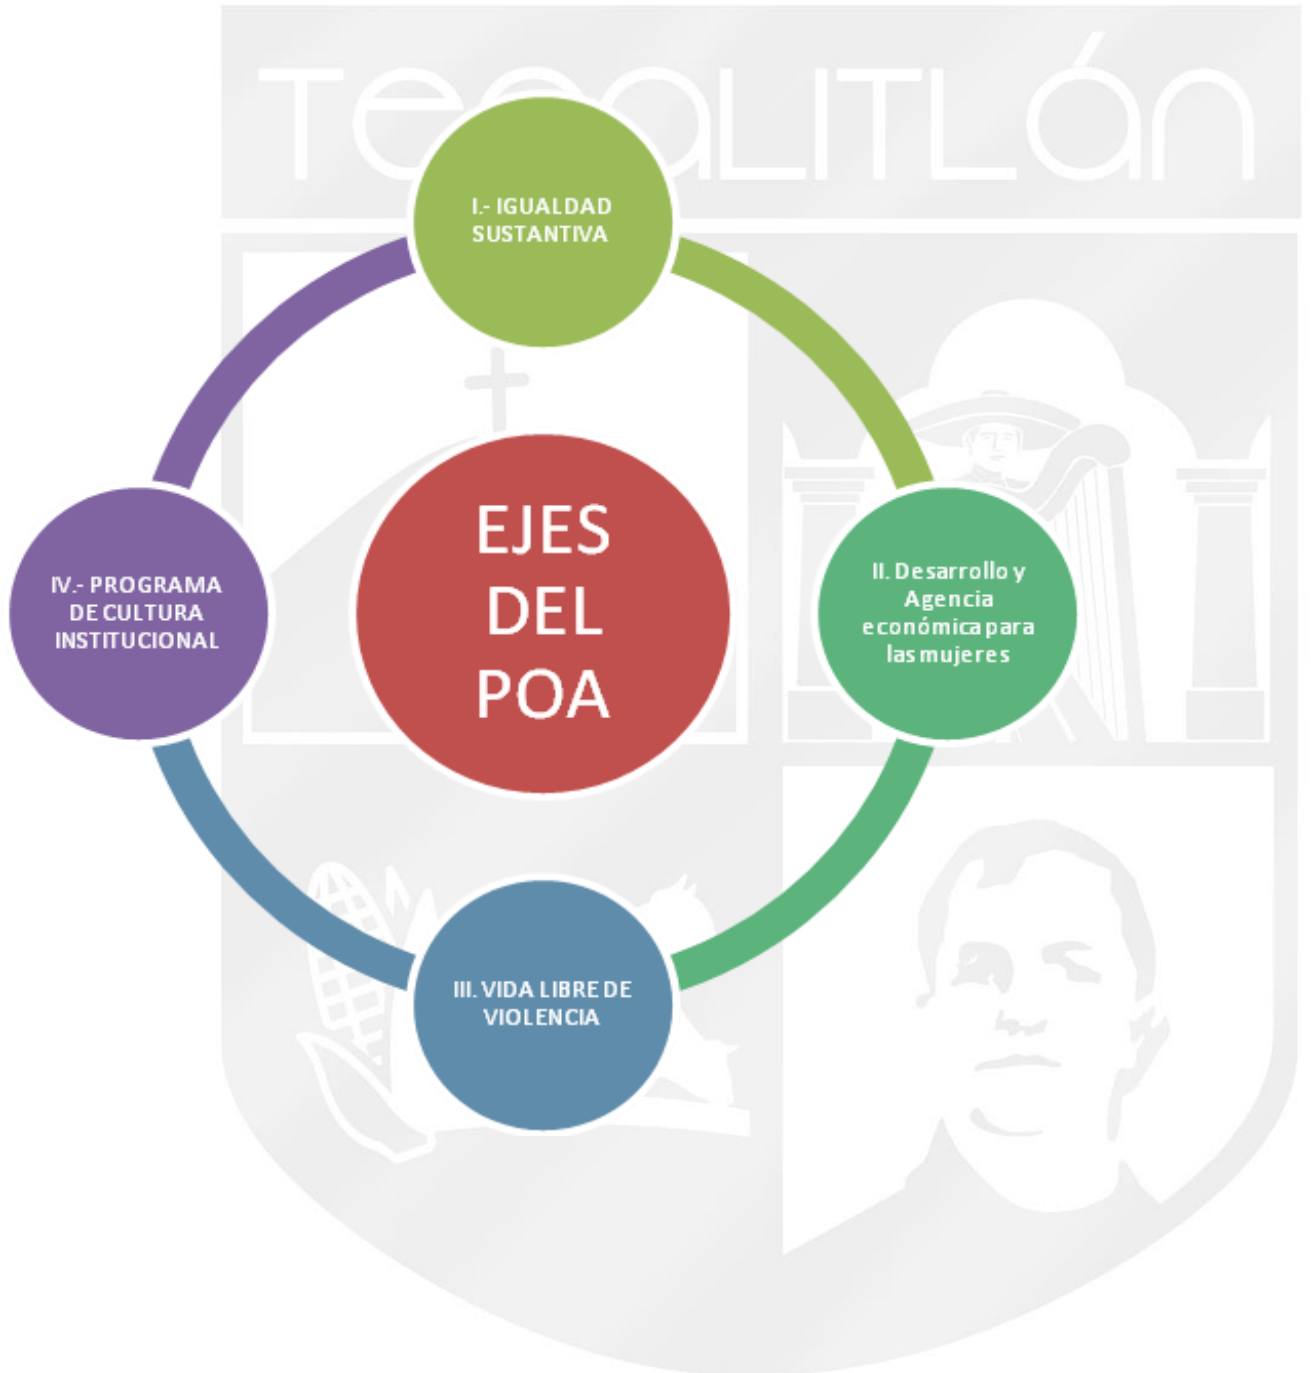 TecaLITLán
I.- IGUALDAD
SUSTANTIVA
EJES
DEL
POA
II. Desarrollo y
Agencia
económica para
las mujeres
IV.- PROGRAMA
DE CULTURA
INSTITUCIONAL
III. VIDA LIBRE DE
VIOLENCIA